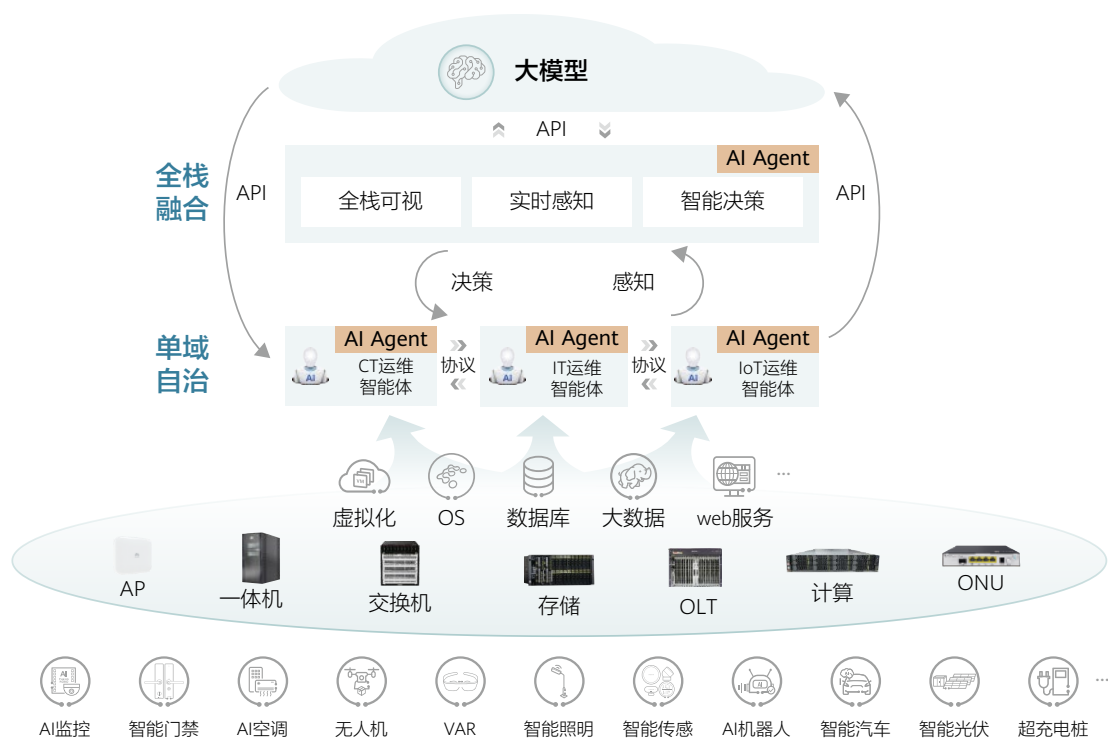 大模型
API
AI Agent
全栈
融合
API
全栈可视
实时感知
智能决策
API
决策
感知
单域
自治
AI Agent
CT运维
智能体
AI
协议
AI Agent
IT运维
智能体
AI
协议
AI Agent
IoT运维
智能体
AI
...
虚拟化
OS
数据库
大数据
web服务
AP
一体机
交换机
存储
OLT
计算
ONU
...
AI监控
智能门禁
AI空调
无人机
VAR
智能照明
智能传感
AI机器人
智能汽车
智能光伏
超充电桩